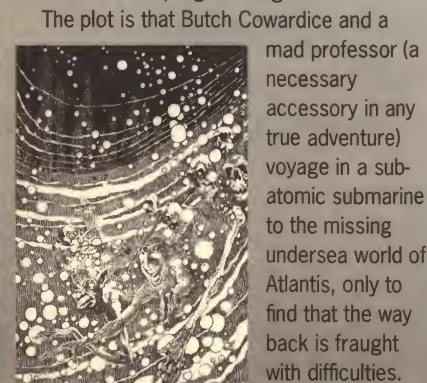 The plot is that Butch Cowardice and a
mad professor (a
necessary
accessory in any
true adventure)
voyage in a sub-
atomic submarine
to the missing
undersea world of
Atlantis, only to
find that the way
back is fraught
with difficulties.